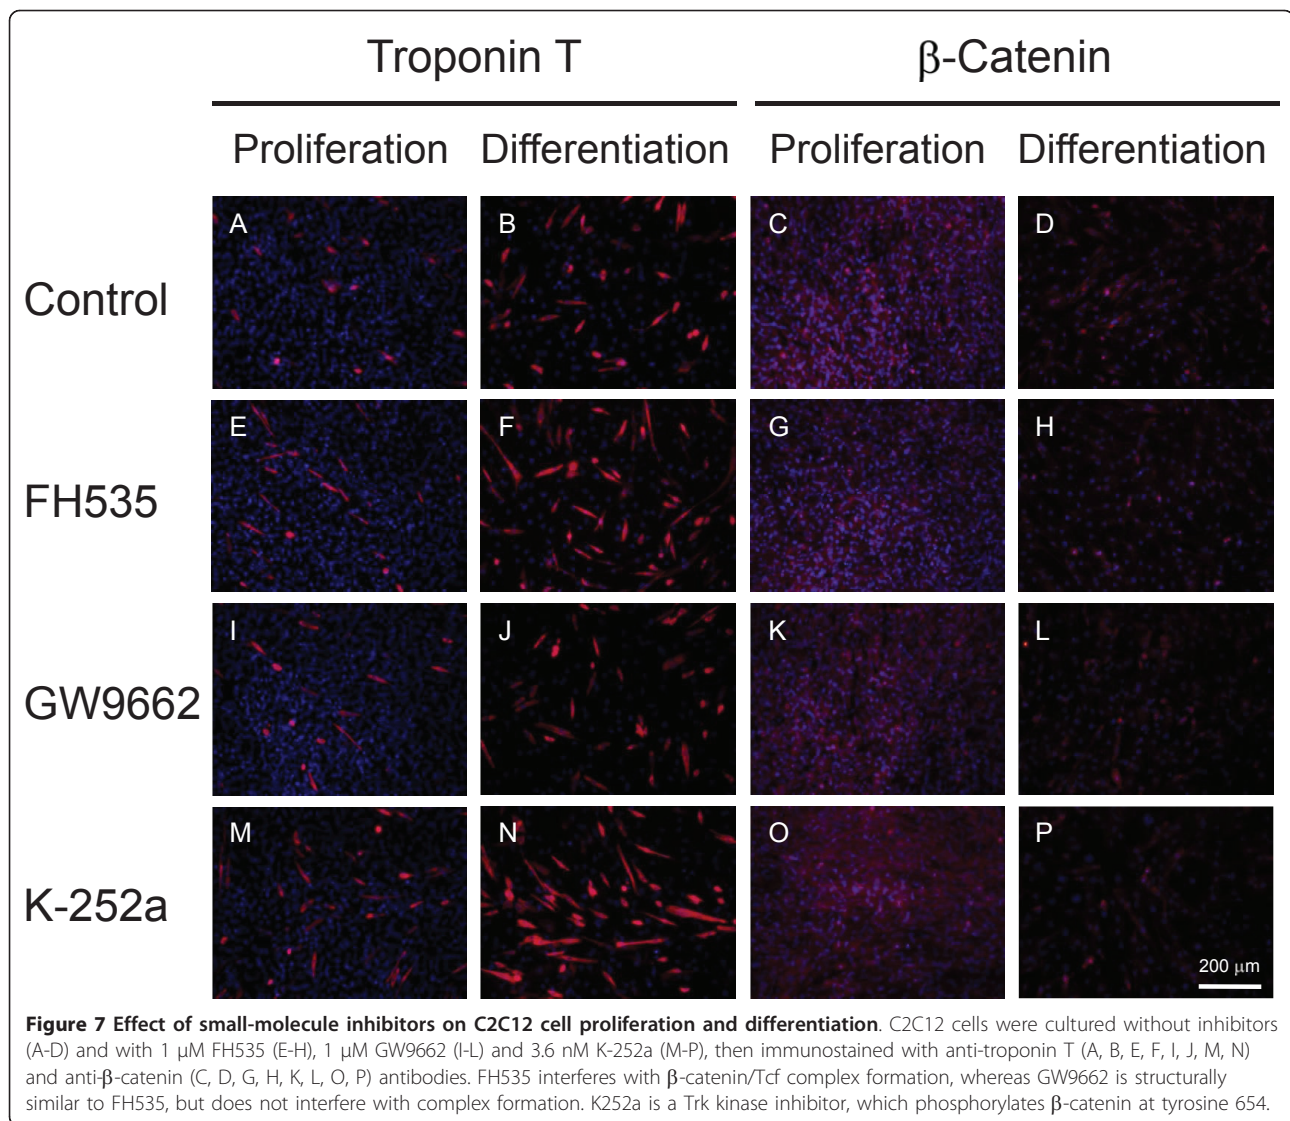 Troponin T β-Catenin
Proliferation Differentiation Proliferation Differentiation
Control A B C D
FH535 E F G H
GW9662 I J K L
K-252a M N O P
200 μm
Figure 7 Effect of small-molecule inhibitors on C2C12 cell proliferation and differentiation. C2C12 cells were cultured without inhibitors
(A-D) and with 1 μM FH535 (E-H), 1 μM GW9662 (I-L) and 3.6 nM K-252a (M-P), then immunostained with anti-troponin T (A, B, E, F, I, J, M, N)
and anti-β-catenin (C, D, G, H, K, L, O, P) antibodies. FH535 interferes with β-catenin/Tcf complex formation, whereas GW9662 is structurally
similar to FH535, but does not interfere with complex formation. K252a is a Trk kinase inhibitor, which phosphorylates β-catenin at tyrosine 654.